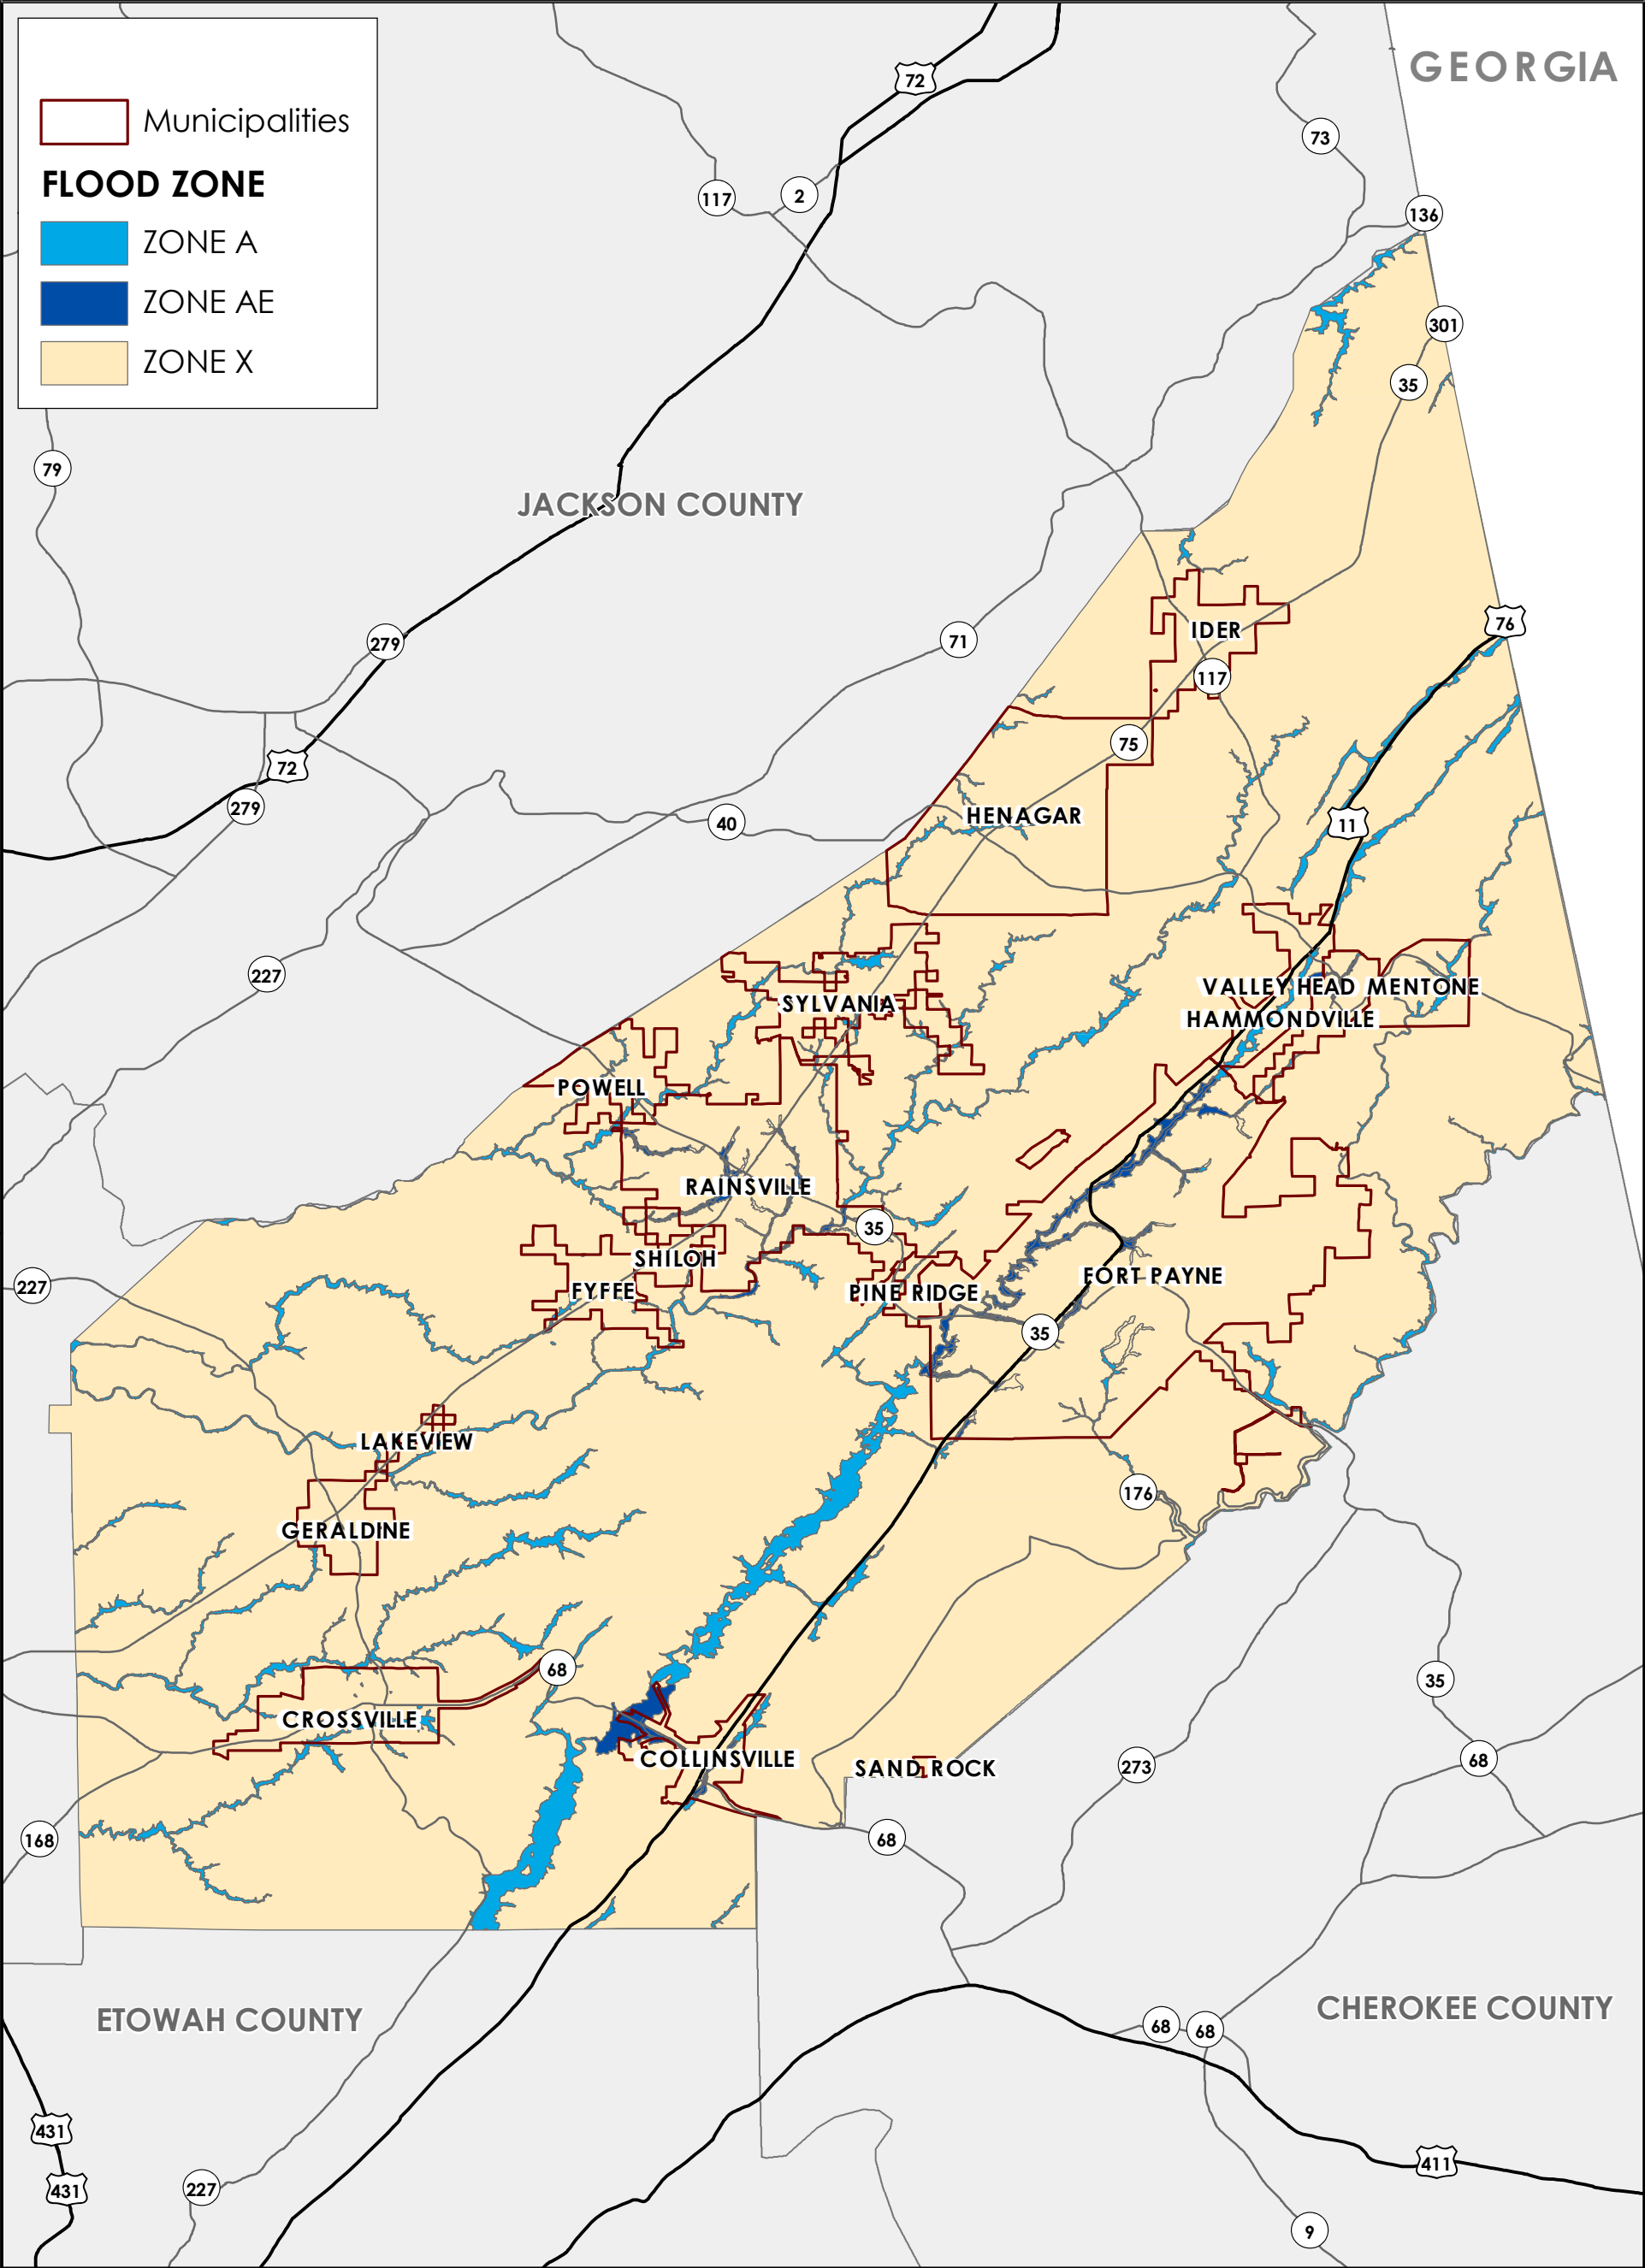 GEORGIA
72
Municipalities
73
FLOOD ZONE
117
2
136
ZONE A
ZONE AE
301
ZONE X
35
79
JACKSON COUNTY
76
IDER
279
71
117
75
72
279
HENAGAR
40
11
227
VALLEY HEAD
MENTONE
SYLVANIA
HAMMONDVILLE
POWELL
RAINSVILLE
35
SHILOH
FORT PAYNE
227
FYFFE
PINE RIDGE
35
LAKEVIEW
176
GERALDINE
68
35
CROSSVILLE
COLLINSVILLE
SAND ROCK
273
68
168
68
ETOWAH COUNTY
CHEROKEE COUNTY
68
68
431
411
431
227
9